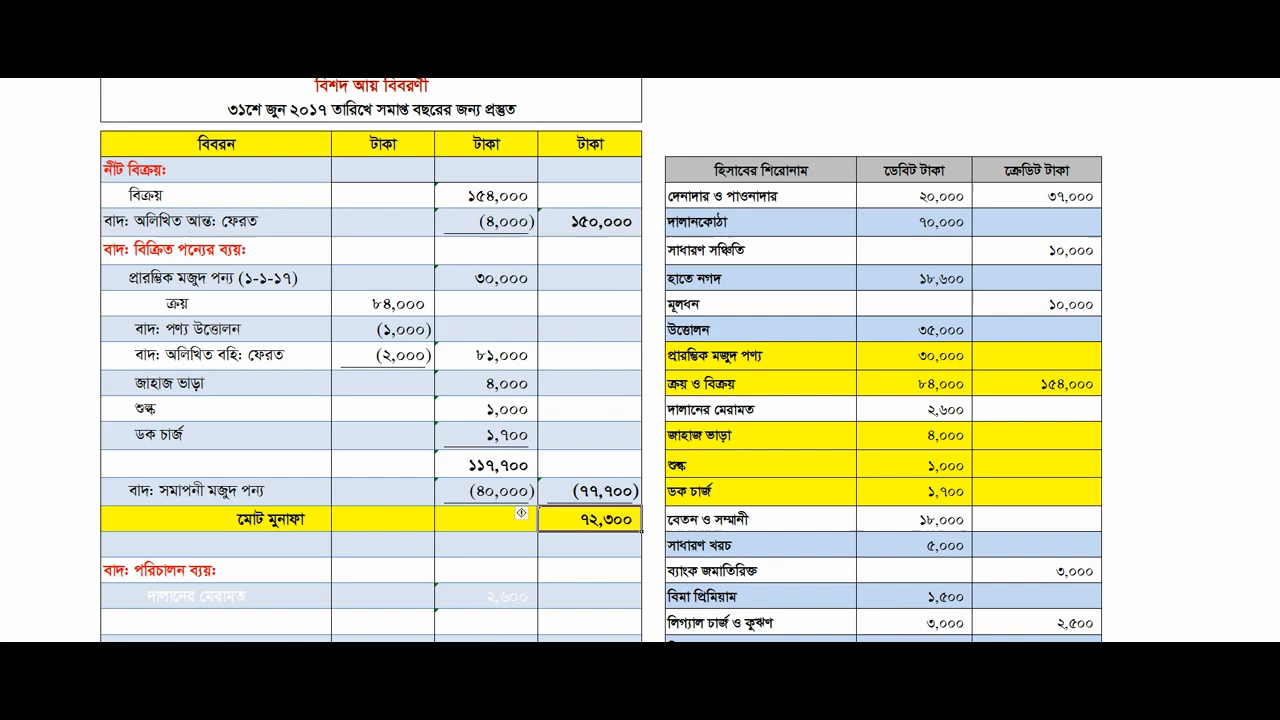 বিশদ আয় বিবরণী
৩১শে জুন ২০১৭ তারিখে সমাপ্ত বছরের জন্য প্রস্তুত
বিবরন টাকা টাকা টাকা
নীট বিক্রয়:
বিক্রয় ১৫৪,০০০
বাদ: অলিখিত আন্ত: ফেরত (৪,০০০) ১৫০,০০০
বাদ: বিক্রিত পন্যের ব্যয়:
প্রারম্ভিক মজুদ পন্য (১-১-১৭) ৩০,০০০
ক্রয় ৮৪,০০০
বাদ: পণ্য উত্তোলন (১,০০০)
বাদ: অলিখিত বহি: ফেরত (২,০০০) ৮১,০০০
জাহাজ ভাড়া ৪,০০০
শুল্ক ১,০০০
ডক চার্জ ১,৭০০
১১৭,৭০০
বাদ: সমাপনী মজুদ পন্য (৪০,০০০) (৭৭,৭০০)
মোট মুনাফা ৭২,৩০০
বাদ: পরিচালন ব্যয়:
দালানের মেরামত ২,৬০০
হিসাবের শিরোনাম ডেবিট টাকা ক্রেডিট টাকা
দেনাদার ও পাওনাদার ২০,০০০ ৩৭,০০০
দালানকোঠা ৭০,০০০
সাধারণ সঞ্চিতি ১০,০০০
হাতে নগদ ১৮,৬০০
মূলধন ১০,০০০
উত্তোলন ৩৫,০০০
প্রারম্ভিক মজুদ পণ্য ৩০,০০০
ক্রয় ও বিক্রয় ৮৪,০০০ ১৫৪,০০০
দালানের মেরামত ২,৬০০
জাহাজ ভাড়া ৪,০০০
শুল্ক ১,০০০
ডক চার্জ ১,৭০০
বেতন ও সম্মানী ১৮,০০০
সাধারণ খরচ ৫,০০০
ব্যাংক জমাতিরিক্ত ৩,০০০
বিমা প্রিমিয়াম ১,৫০০
লিগ্যাল চার্জ ও কুঋণ ৩,০০০ ২,৫০০